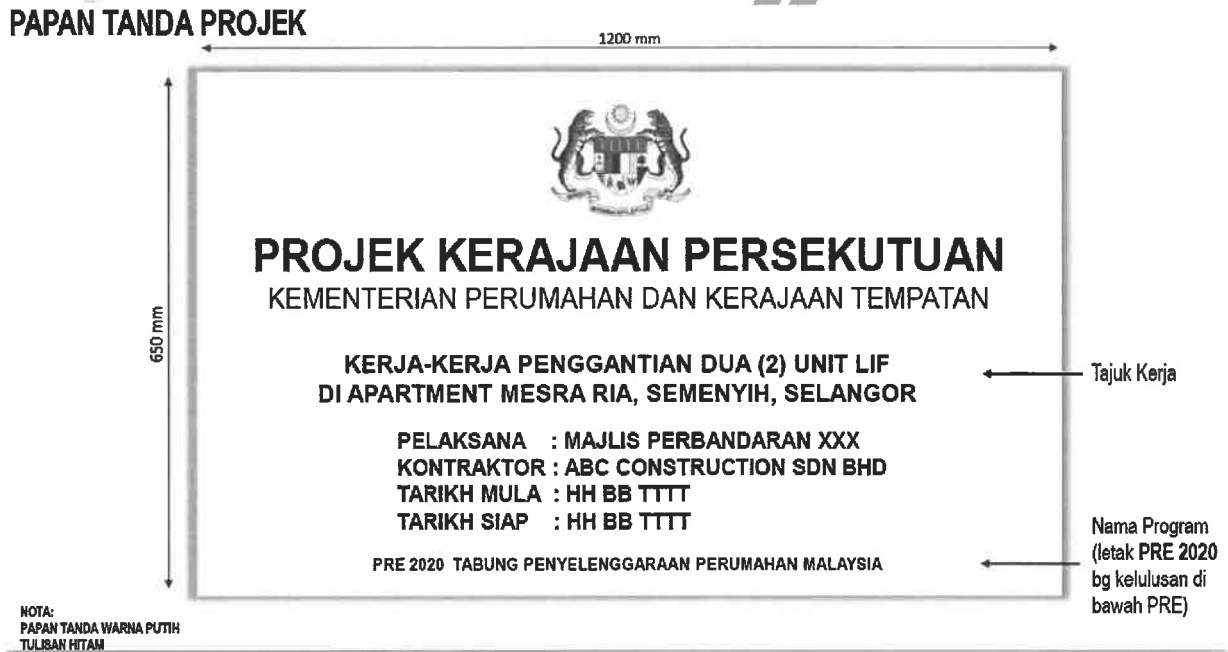 PAPAN TANDA PROJEK
1200 mm
650 mm
PROJEK KERAJAAN PERSEKUTUAN
KEMENTERIAN PERUMAHAN DAN KERAJAAN TEMPATAN
KERJA-KERJA PENGGANTIAN DUA (2) UNIT LIF
DI APARTMENT MESRA RIA, SEMENYIH, SELANGOR
Tajuk Kerja
PELAKSANA : MAJLIS PERBANDARAN XXX
KONTRAKTOR : ABC CONSTRUCTION SDN BHD
TARIKH MULA : HH BB TTTT
TARIKH SIAP : HH BB TTTT
PRE 2020 TABUNG PENYELENGGARAAN PERUMAHAN MALAYSIA
Nama Program
(letak PRE 2020
bg kelulusan di
bawah PRE)
NOTA:
PAPAN TANDA WARNA PUTIH
TULISAN HITAM